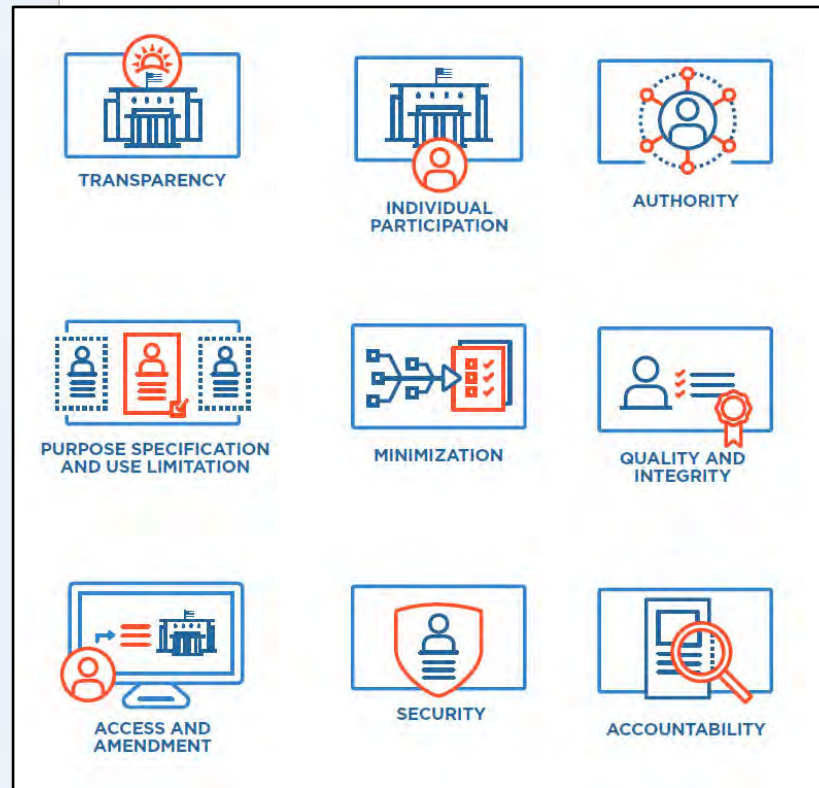 TRANSPARENCY
INDIVIDUAL
PARTICIPATION
AUTHORITY
PURPOSE SPECIFICATION
AND USE LIMITATION
MINIMIZATION
QUALITY AND
INTEGRITY
ACCESS AND
AMENDMENT
SECURITY
ACCOUNTABILITY